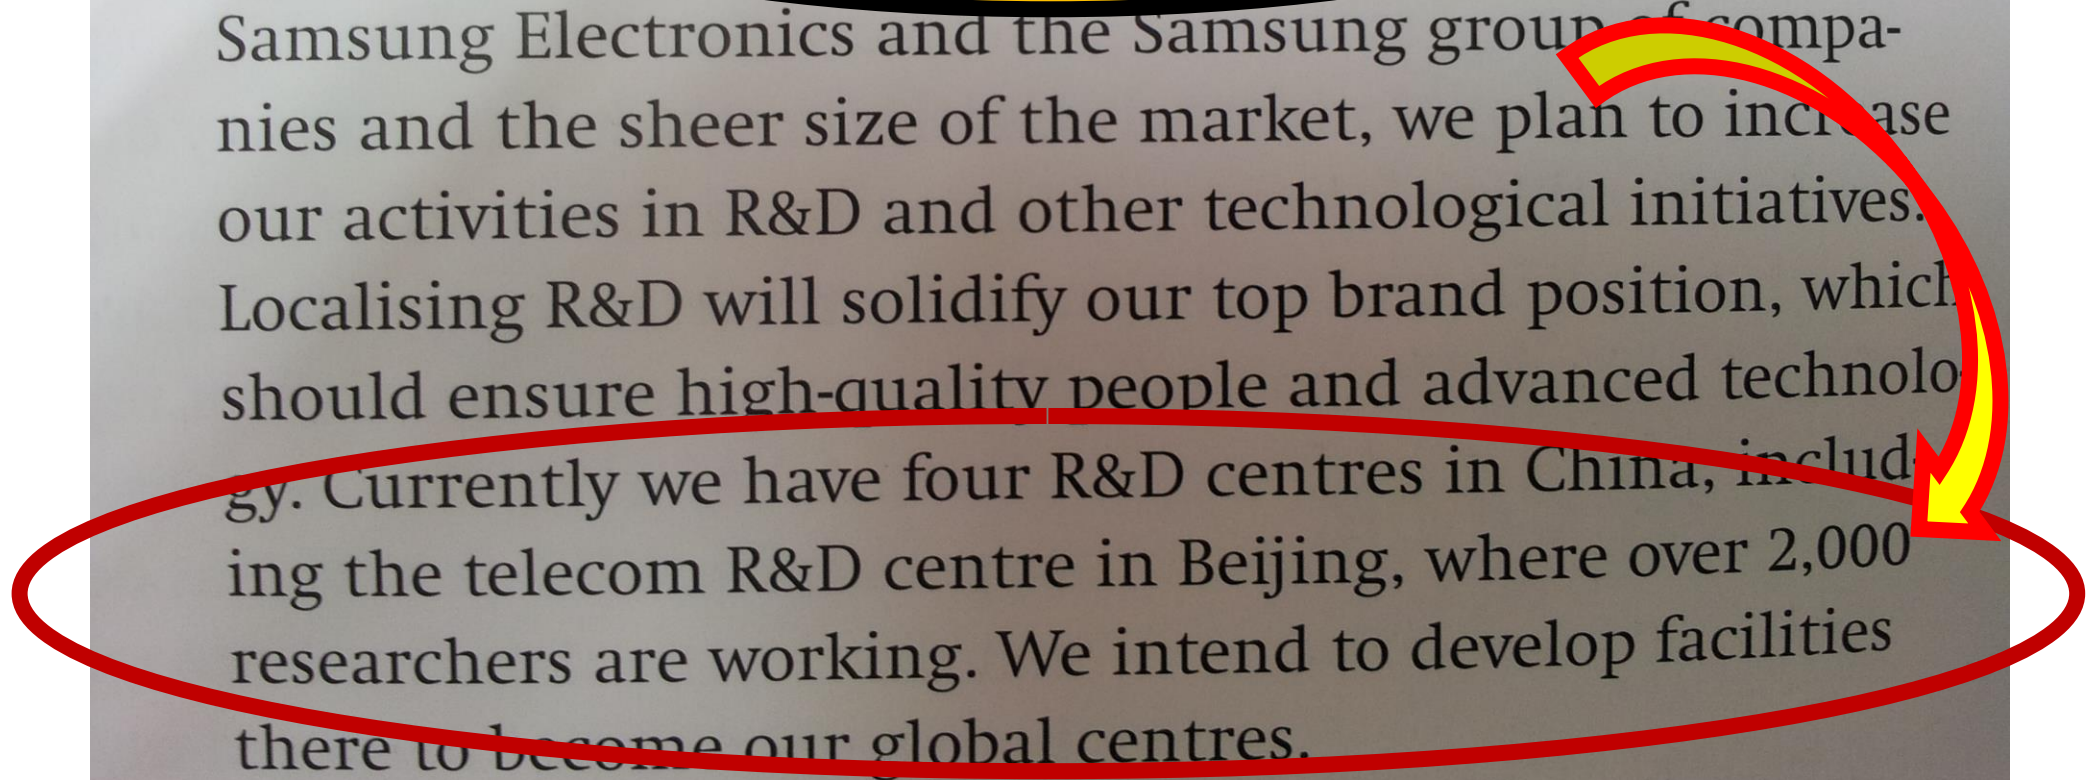 Samsung Electronics and the Samsung group of compa-
nies and the sheer size of the market, we plan to increase
our activities in R&D and other technological initiatives.
Localising R&D will solidify our top brand position, which
should ensure high-quality people and advanced technolo-
gy. Currently we have four R&D centres in China, includ-
ing the telecom R&D centre in Beijing, where over 2,000
researchers are working. We intend to develop facilities
there to become our global centres.